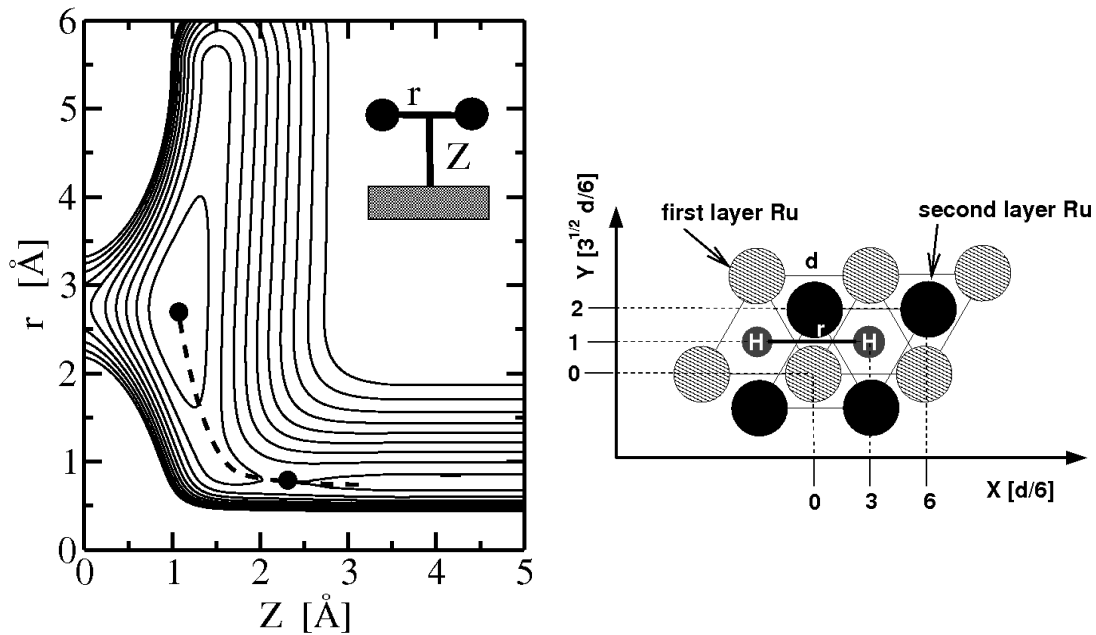 6
5
4
3
2
1
0
r [Å]
0 1 2 3 4 5
Z [Å]
r
Z
first layer Ru
second layer Ru
Y [3^{1/2} d/6]
d
2
1
0
H r H
0 3 6
X [d/6]